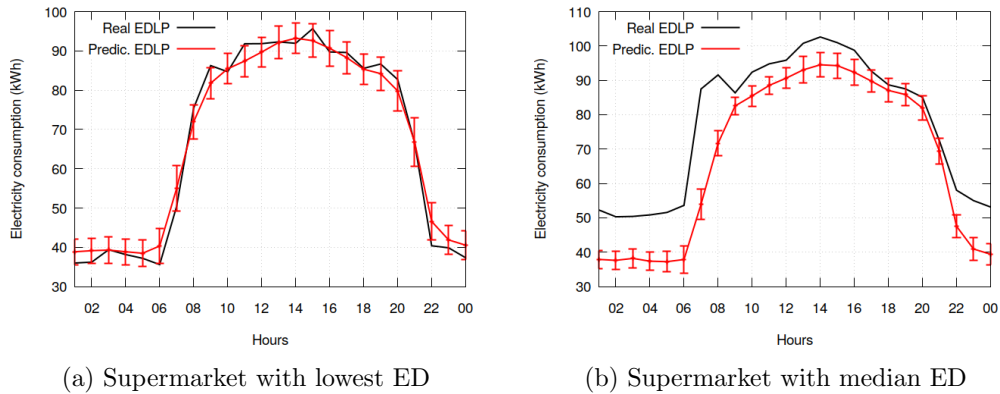 100
90
80
70
60
50
40
30
Electricity consumption (kWh)
Real EDLP
Predic. EDLP
02 04 06 08 10 12 14 16 18 20 22 00
Hours
(a) Supermarket with lowest ED
110
100
90
80
70
60
50
40
30
Electricity consumption (kWh)
Real EDLP
Predic. EDLP
02 04 06 08 10 12 14 16 18 20 22 00
Hours
(b) Supermarket with median ED